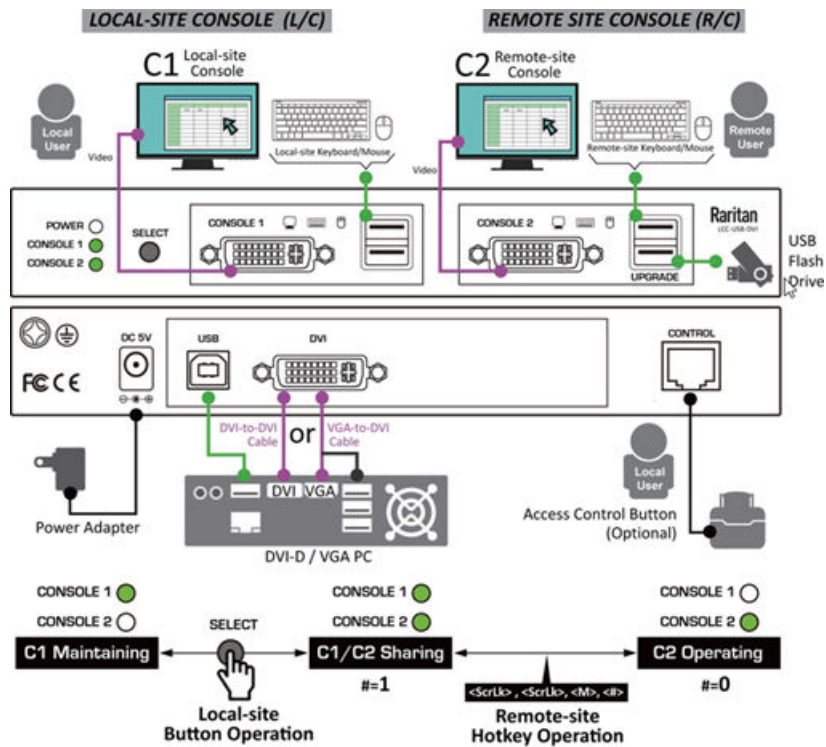 LOCAL-SITE CONSOLE (L/C)
REMOTE SITE CONSOLE (R/C)
C1 Local-site
Console
C2 Remote-site
Console
Local
User
Remote
User
Video
Local-site Keyboard/Mouse
Video
Remote-site Keyboard/Mouse
POWER
CONSOLE 1
CONSOLE 2
SELECT
CONSOLE 1
CONSOLE 2
UPGRADE
Raritan
LCC-USB-DVI
USB
Flash
Drive
DC 5V
USB
DVI
CONTROL
FC CE
DVI-to-DVI
Cable
or
VGA-to-DVI
Cable
DVI
VGA
Power Adapter
DVI-D / VGA PC
Local
User
Access Control Button
(Optional)
CONSOLE 1
CONSOLE 2
C1 Maintaining
SELECT
Local-site
Button Operation
CONSOLE 1
CONSOLE 2
C1/C2 Sharing
#=1
<ScrLk> , <ScrLk>, <M>, <#>
Remote-site
Hotkey Operation
CONSOLE 1
CONSOLE 2
C2 Operating
#=0